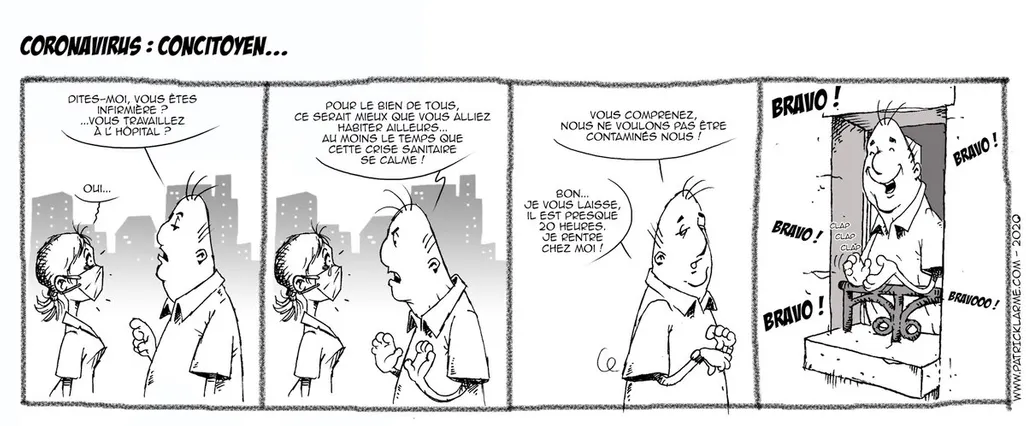 CORONAVIRUS : CONCITOYEN...
DITES-MOI, VOUS ÊTES
INFIRMIÈRE ?
...VOUS TRAVAILLEZ
À L'HÔPITAL ?
OUI...
POUR LE BIEN DE TOUS,
CE SERAIT MIEUX QUE VOUS ALLIEZ
HABITER AILLEURS...
AU MOINS LE TEMPS QUE
CETTE CRISE SANITAIRE
SE CALME !
VOUS COMPRENEZ,
NOUS NE VOULONS PAS ÊTRE
CONTAMINÉS NOUS !
BON...
JE VOUS LAISSE,
IL EST PRESQUE
20 HEURES.
JE RENTRE
CHEZ MOI !
BRAVO !
BRAVO !
BRAVO !
CLAP
CLAP
CLAP
BRAVO !
BRAVOOO !
WWW.PATRICKLARME.COM - 2020